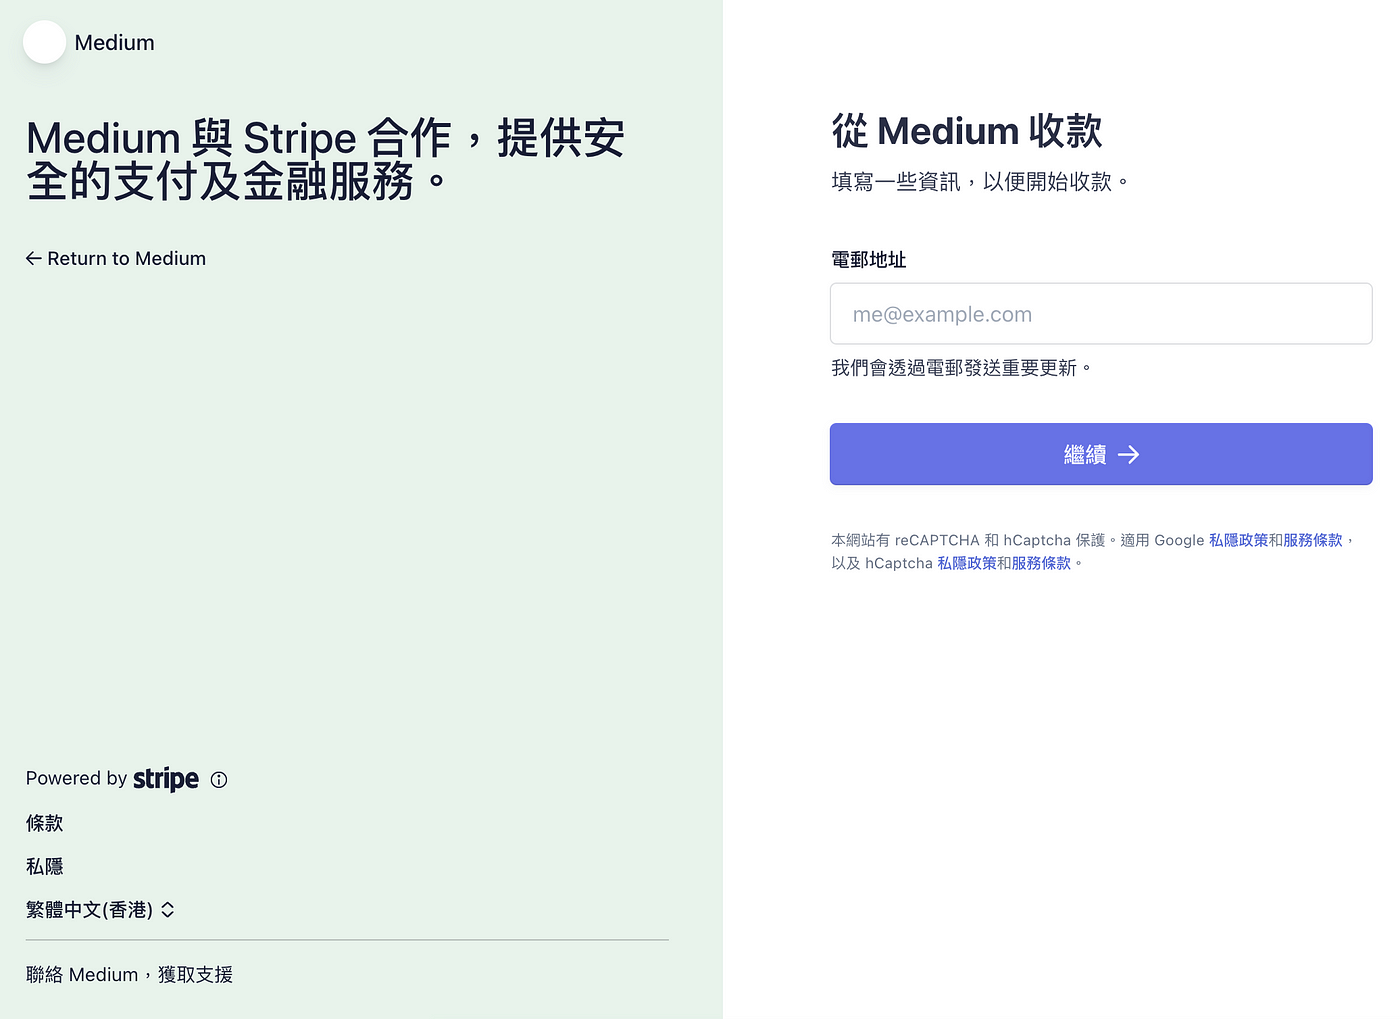 Medium
Medium 與 Stripe 合作，提供安
全的支付及金融服務。
← Return to Medium
Powered by stripe
條款
私隱
繁體中文(香港)
聯絡 Medium，獲取支援
從 Medium 收款
填寫一些資訊，以便開始收款。
電郵地址
me@example.com
我們會透過電郵發送重要更新。
繼續 →
本網站有 reCAPTCHA 和 hCaptcha 保護。適用 Google 私隱政策和服務條款，
以及 hCaptcha 私隱政策和服務條款。